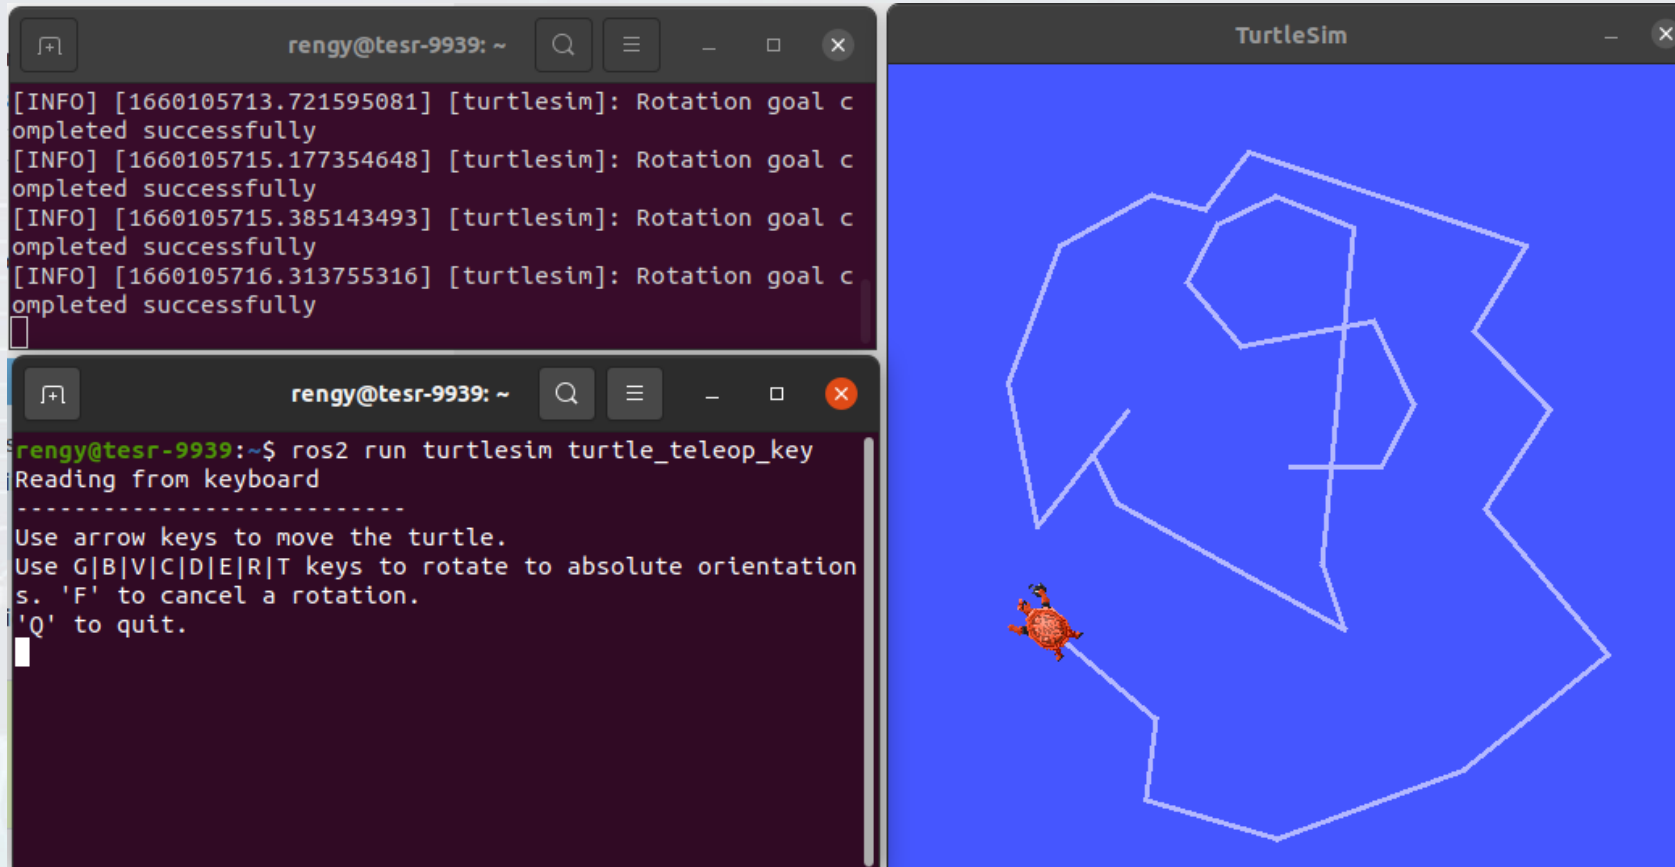 rengy@tesr-9939: ~
[INFO] [1660105713.721595081] [turtlesim]: Rotation goal c
ompleted successfully
[INFO] [1660105715.177354648] [turtlesim]: Rotation goal c
ompleted successfully
[INFO] [1660105715.385143493] [turtlesim]: Rotation goal c
ompleted successfully
[INFO] [1660105716.313755316] [turtlesim]: Rotation goal c
ompleted successfully
rengy@tesr-9939: ~
rengy@tesr-9939:~$ ros2 run turtlesim turtle_teleop_key
Reading from keyboard
---------------------------
Use arrow keys to move the turtle.
Use G|B|V|C|D|E|R|T keys to rotate to absolute orientation
s. 'F' to cancel a rotation.
'Q' to quit.
TurtleSim